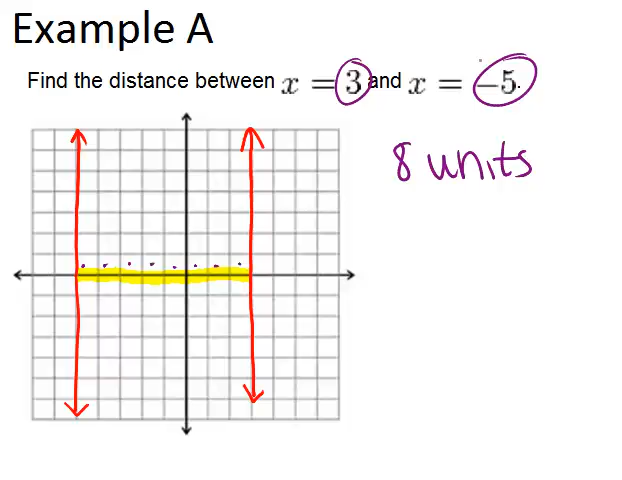 Example A
Find the distance between x = 3 and x = −5.
8 units